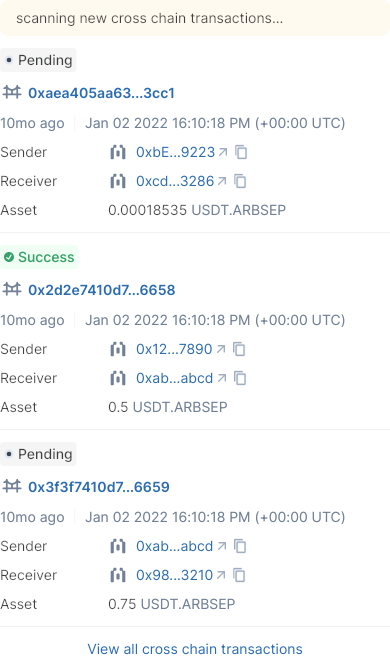 scanning new cross chain transactions...
Pending
0xaea405aa63...3cc1
10mo ago Jan 02 2022 16:10:18 PM (+00:00 UTC)
Sender 0xbE...9223
Receiver 0xcd...3286
Asset 0.00018535 USDT.ARBSEP
Success
0x2d2e7410d7...6658
10mo ago Jan 02 2022 16:10:18 PM (+00:00 UTC)
Sender 0x12...7890
Receiver 0xab...abcd
Asset 0.5 USDT.ARBSEP
Pending
0x3f3f7410d7...6659
10mo ago Jan 02 2022 16:10:18 PM (+00:00 UTC)
Sender 0xab...abcd
Receiver 0x98...3210
Asset 0.75 USDT.ARBSEP
View all cross chain transactions